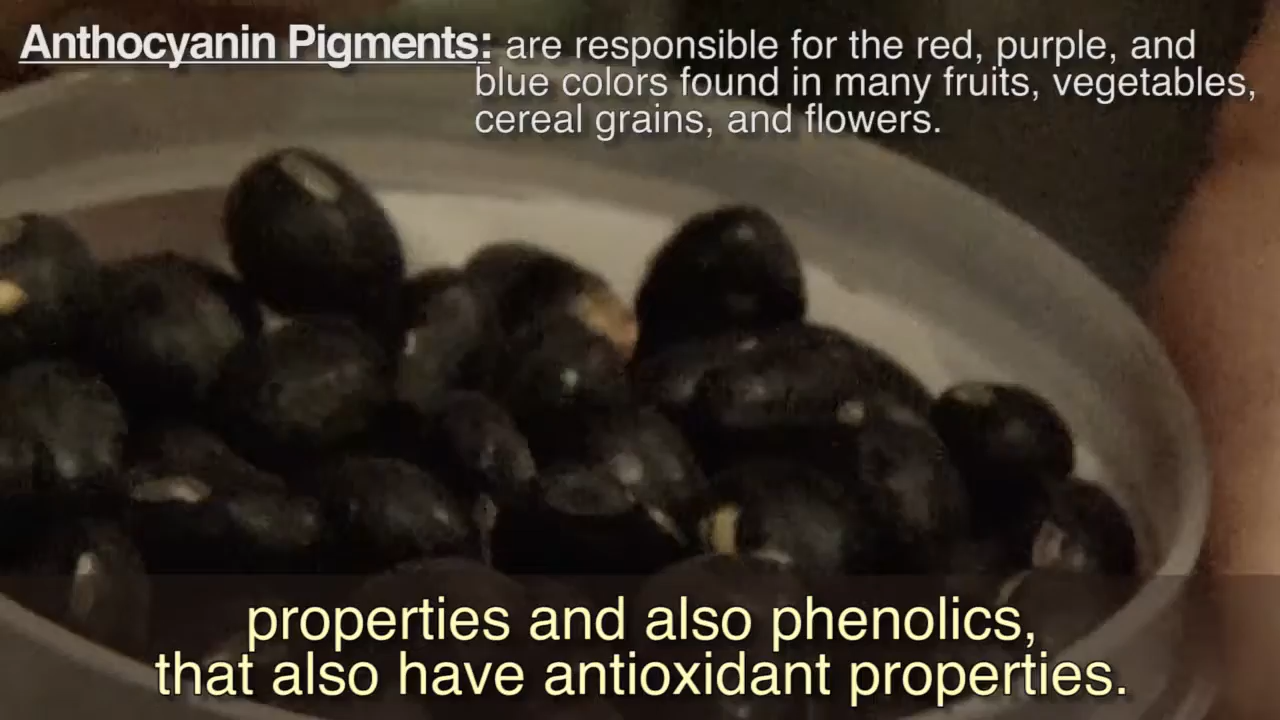 Anthocyanin Pigments: are responsible for the red, purple, and
blue colors found in many fruits, vegetables,
cereal grains, and flowers.
properties and also phenolics,
that also have antioxidant properties.